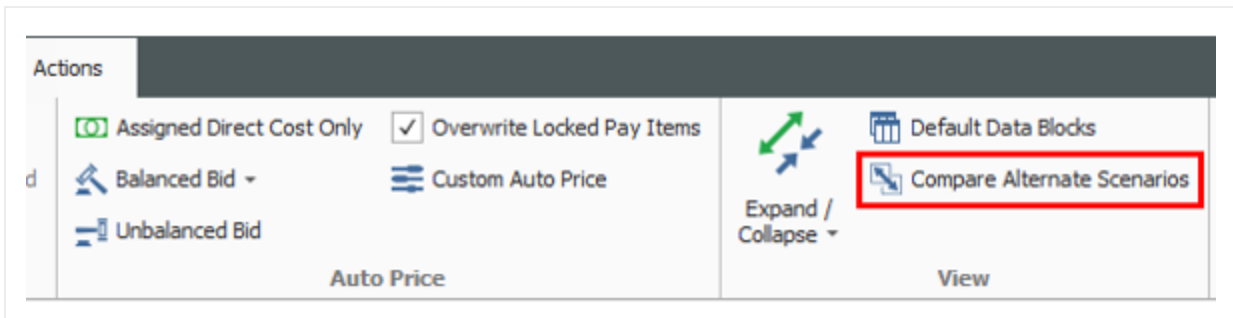 Actions
Assigned Direct Cost Only
Overwrite Locked Pay Items
Default Data Blocks
d
Balanced Bid
Custom Auto Price
Compare Alternate Scenarios
Unbalanced Bid
Expand /
Collapse
Auto Price
View